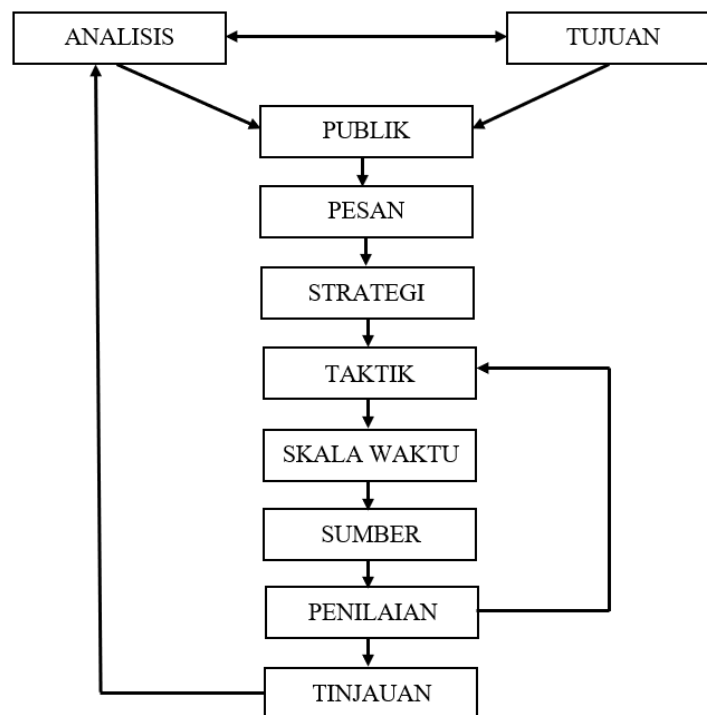 ANALISIS
TUJUAN
PUBLIK
PESAN
STRATEGI
TAKTIK
SKALA WAKTU
SUMBER
PENILAIAN
TINJAUAN